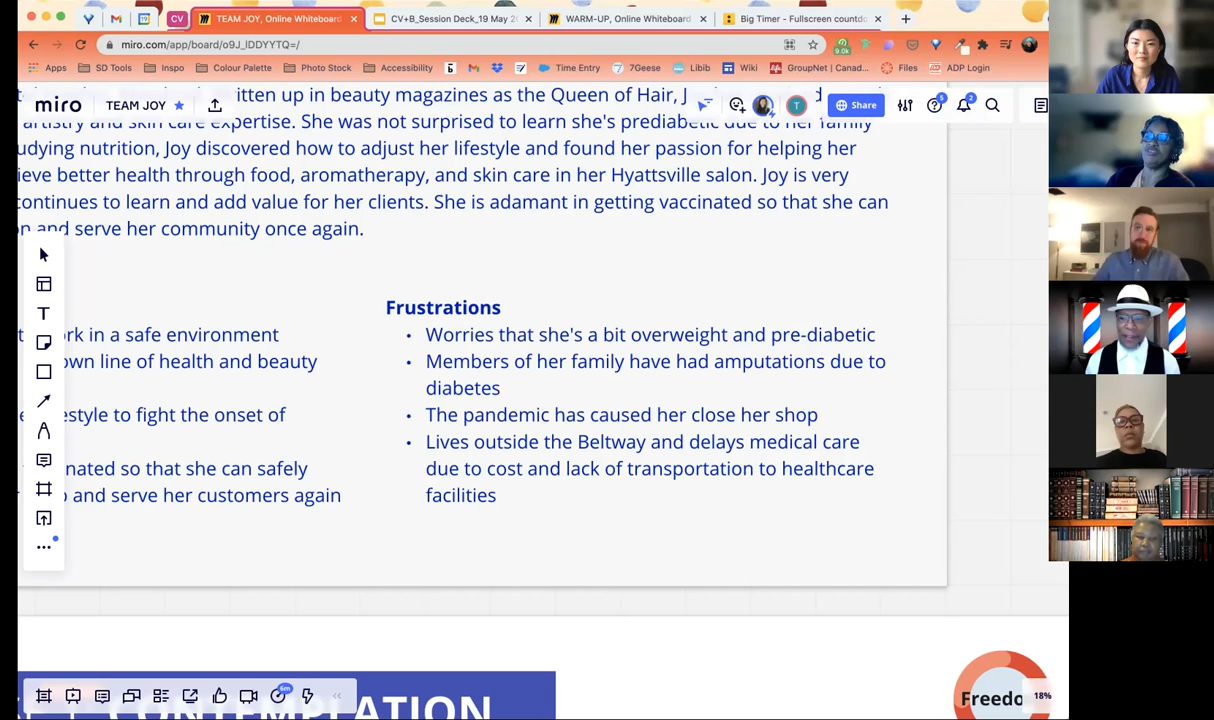 CV
TEAM JOY, Online Whiteboard
CV+B_Session Deck_19 May 2
WARM-UP, Online Whiteboard
Big Timer - Fullscreen countdo
miro.com/app/board/o9J_lDDYYTQ=/
9.0k
Apps
SD Tools
Inspo
Colour Palette
Photo Stock
Accessibility
Time Entry
7Geese
Libib
Wiki
GroupNet | Canad...
Files
ADP Login
miro
TEAM JOY
T
Share
5
2
itten up in beauty magazines as the Queen of Hair, J
artistry and skin care expertise. She was not surprised to learn she's prediabetic due to her family
udying nutrition, Joy discovered how to adjust her lifestyle and found her passion for helping her
ieve better health through food, aromatherapy, and skin care in her Hyattsville salon. Joy is very
continues to learn and add value for her clients. She is adamant in getting vaccinated so that she can
n and serve her community once again.
ork in a safe environment
own line of health and beauty
estyle to fight the onset of
nated so that she can safely
and serve her customers again
Frustrations
• Worries that she's a bit overweight and pre-diabetic
• Members of her family have had amputations due to
diabetes
• The pandemic has caused her close her shop
• Lives outside the Beltway and delays medical care
due to cost and lack of transportation to healthcare
facilities
CONTEMPLATION
6m
Freedo
18%